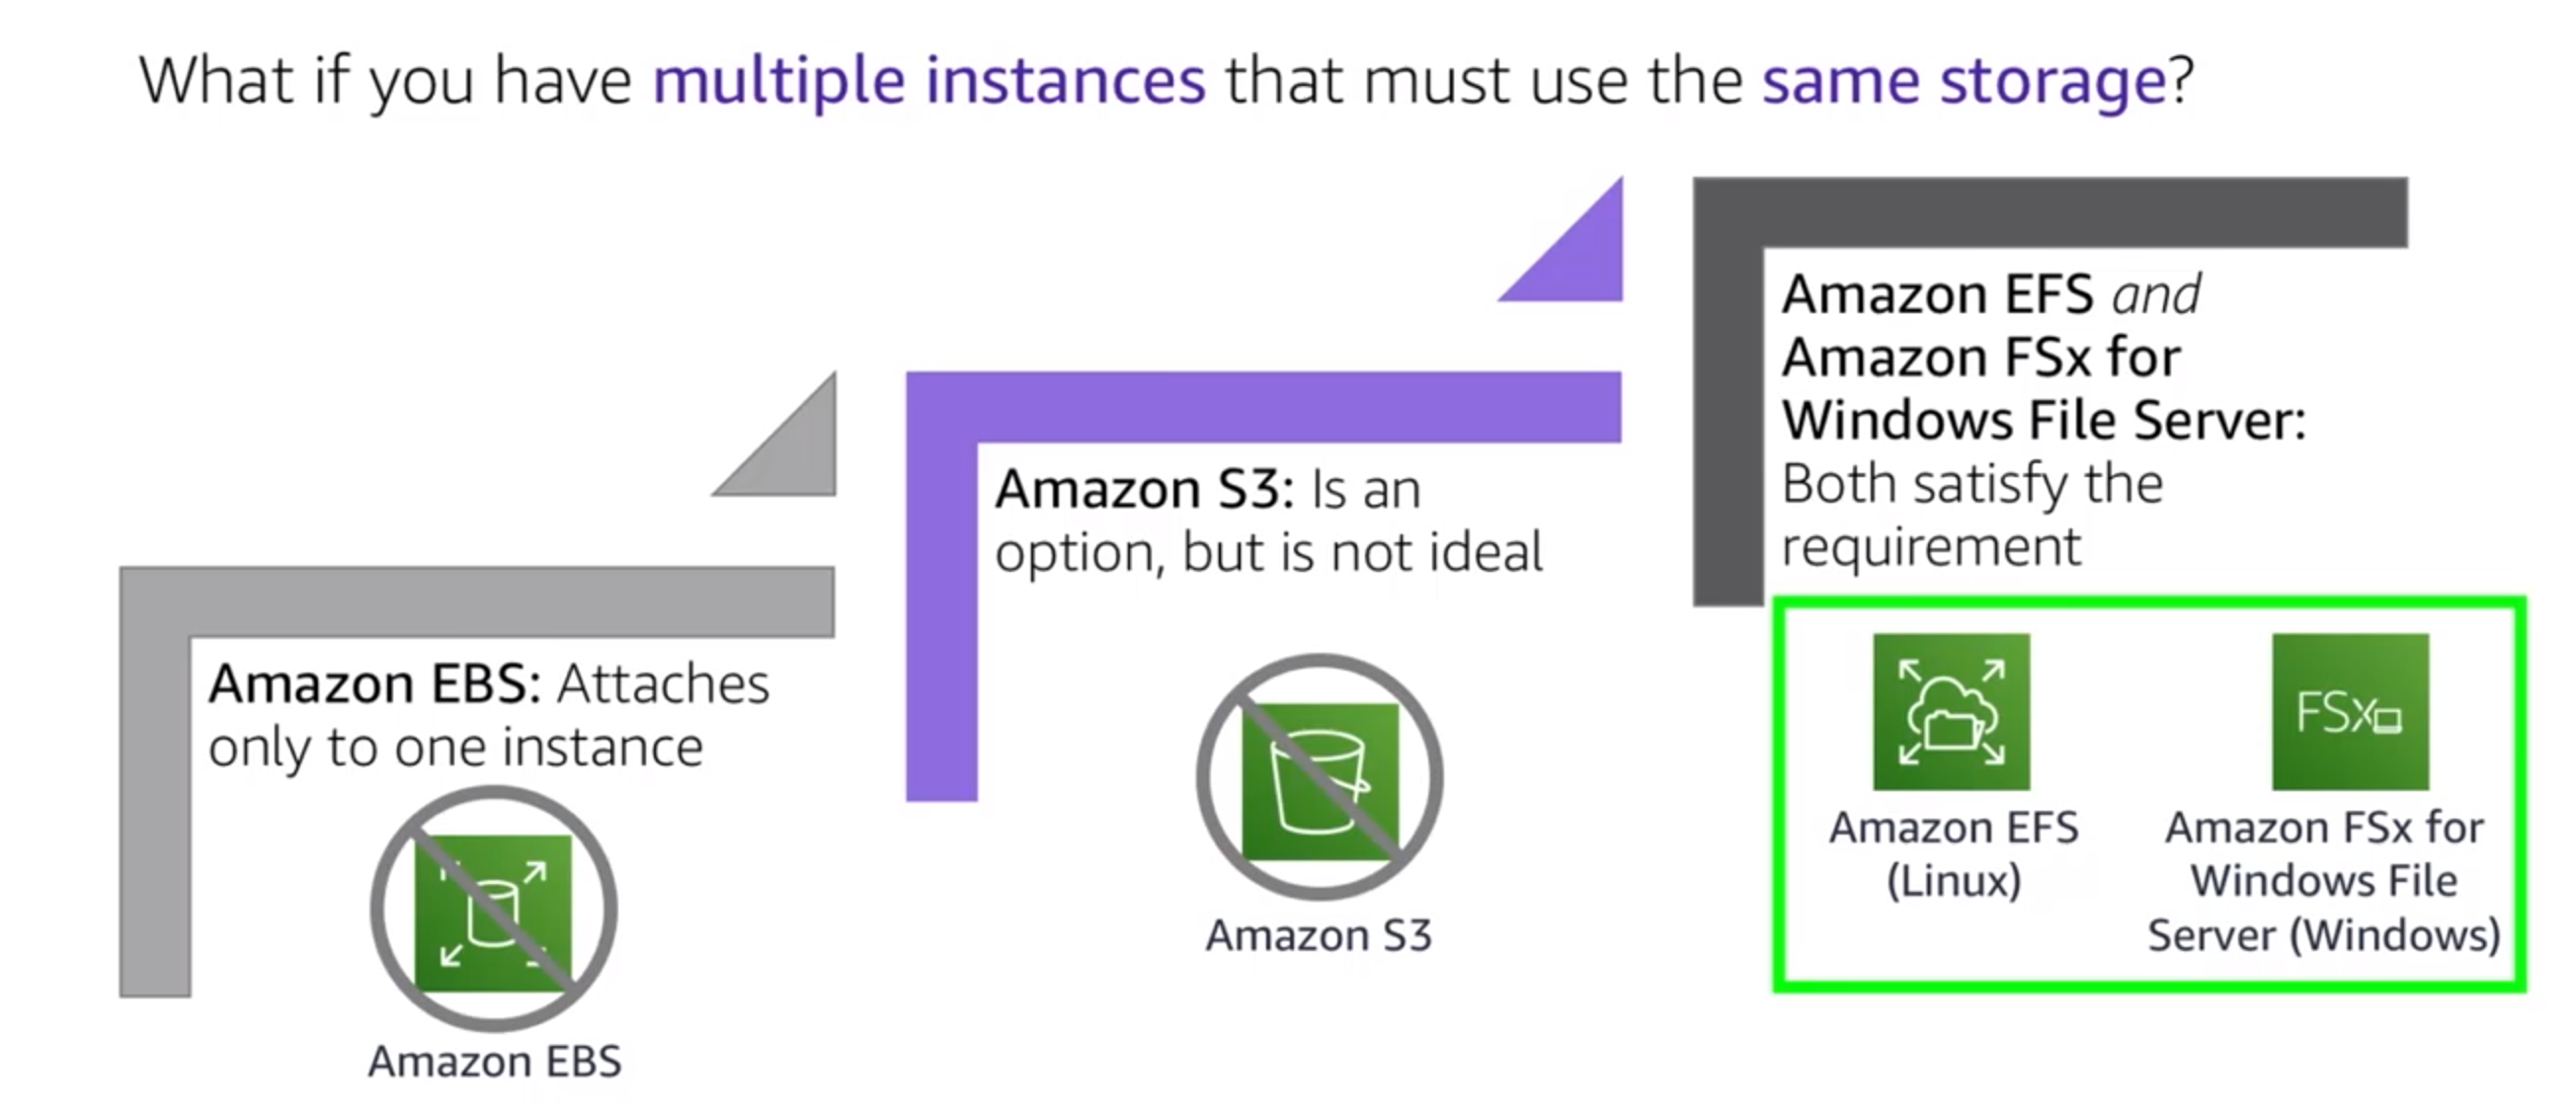 What if you have multiple instances that must use the same storage?
Amazon EBS: Attaches
only to one instance
Amazon EBS
Amazon S3: Is an
option, but is not ideal
Amazon S3
Amazon EFS and
Amazon FSx for
Windows File Server:
Both satisfy the
requirement
Amazon EFS
(Linux)
FSx
Amazon FSx for
Windows File
Server (Windows)